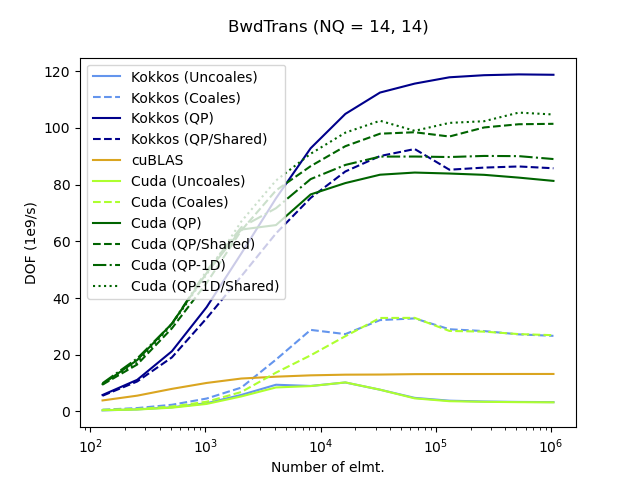 BwdTrans (NQ = 14, 14)
Kokkos (Uncoales)
Kokkos (Coales)
Kokkos (QP)
Kokkos (QP/Shared)
cuBLAS
Cuda (Uncoales)
Cuda (Coales)
Cuda (QP)
Cuda (QP/Shared)
Cuda (QP-1D)
Cuda (QP-1D/Shared)
DOF (1e9/s)
120
100
80
60
40
20
0
10² 10³ 10⁴ 10⁵ 10⁶
Number of elmt.